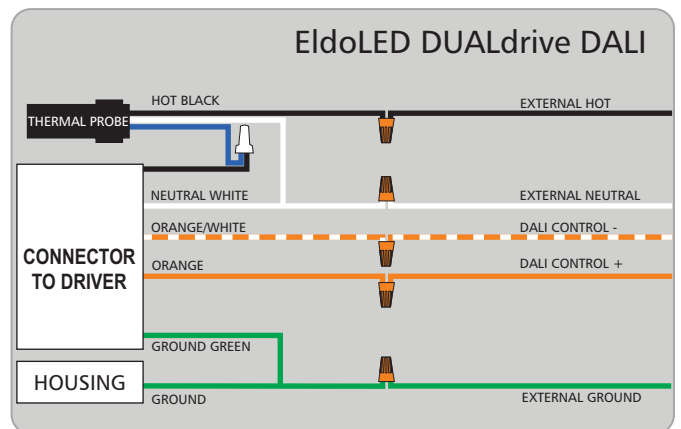 EldoLED DUALdrive DALI
HOT BLACK
EXTERNAL HOT
THERMAL PROBE
NEUTRAL WHITE
EXTERNAL NEUTRAL
ORANGE/WHITE
DALI CONTROL -
CONNECTOR
TO DRIVER
ORANGE
DALI CONTROL +
GROUND GREEN
HOUSING
GROUND
EXTERNAL GROUND